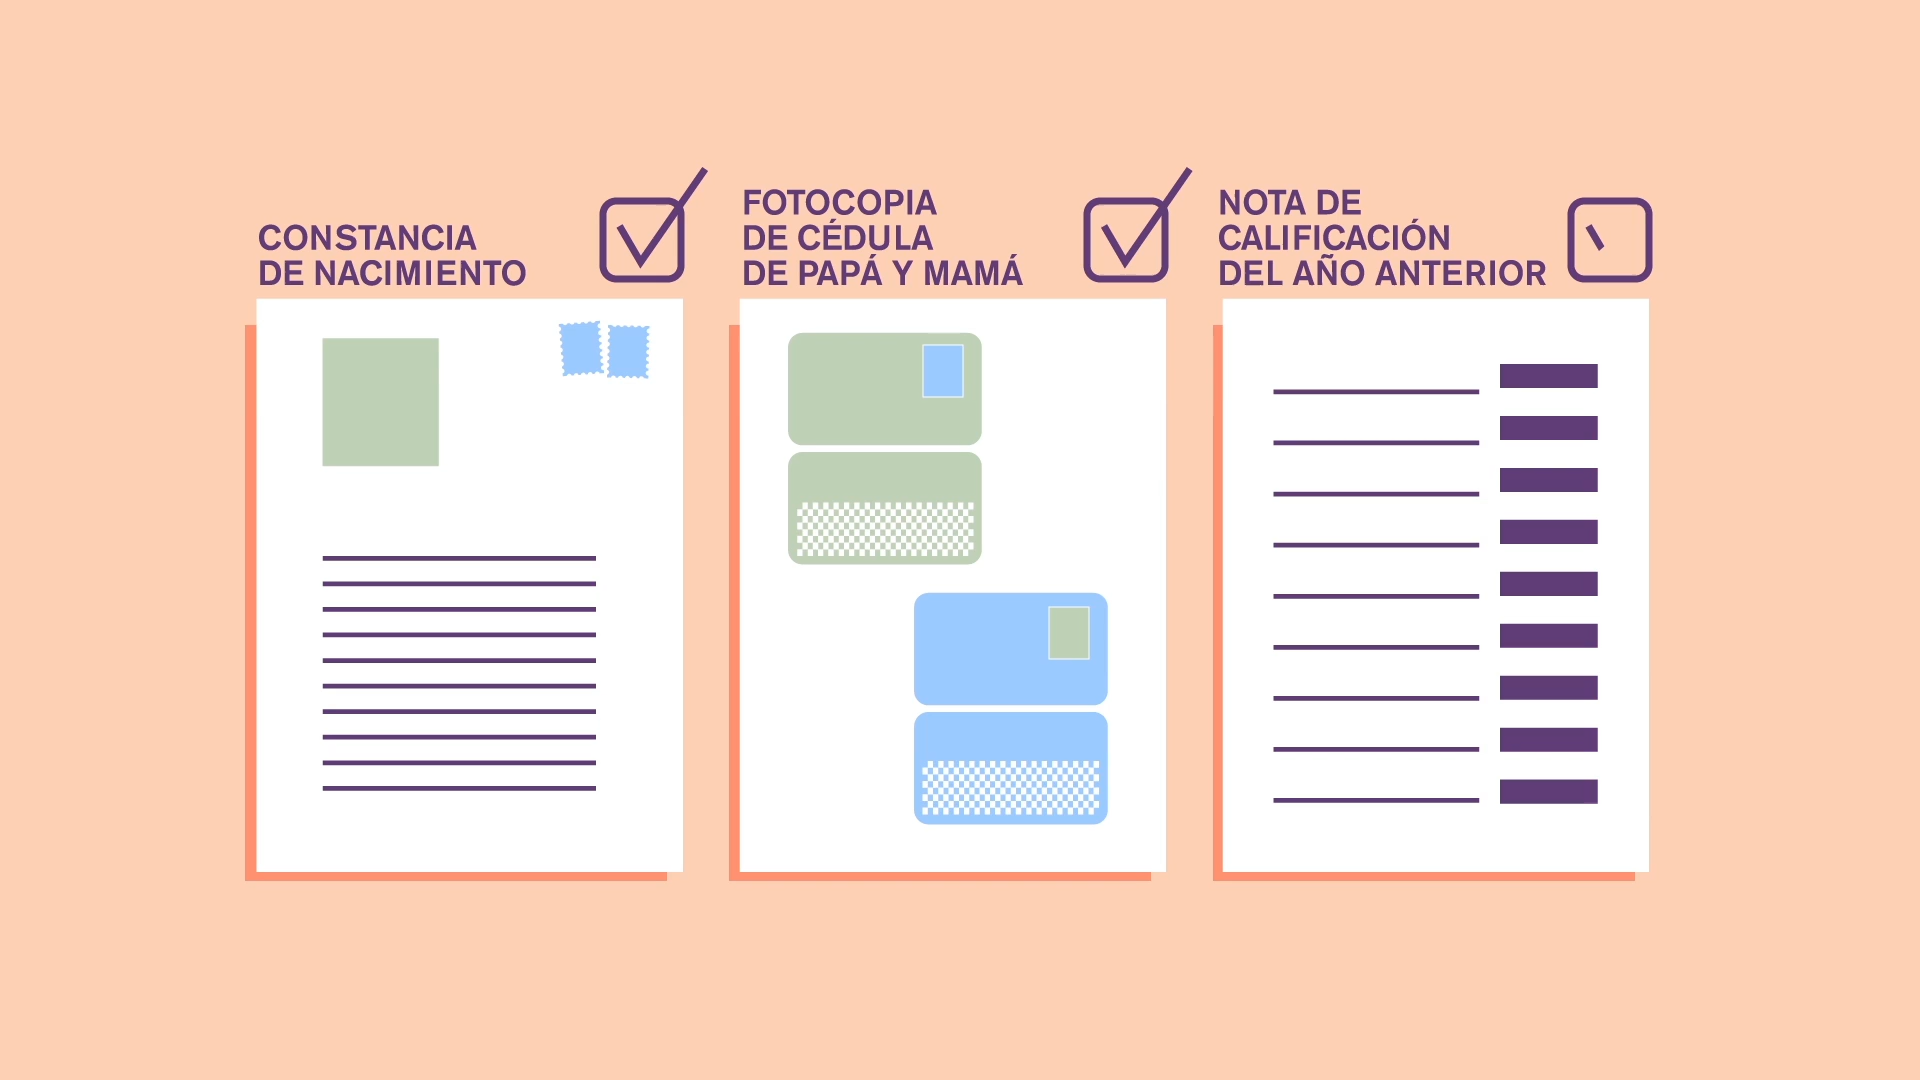 CONSTANCIA
DE NACIMIENTO
FOTOCOPIA
DE CÉDULA
DE PAPÁ Y MAMÁ
NOTA DE
CALIFICACIÓN
DEL AÑO ANTERIOR